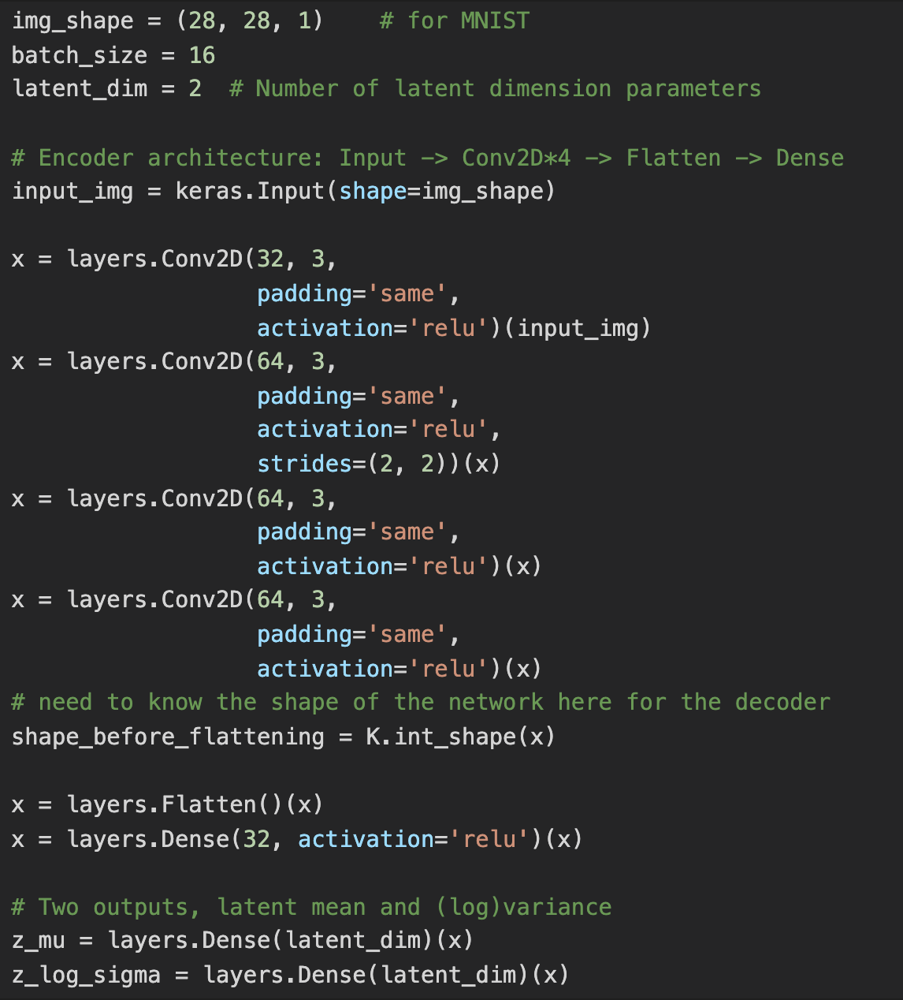 img_shape = (28, 28, 1)    # for MNIST
batch_size = 16
latent_dim = 2  # Number of latent dimension parameters

# Encoder architecture: Input -> Conv2D*4 -> Flatten -> Dense
input_img = keras.Input(shape=img_shape)

x = layers.Conv2D(32, 3,
                  padding='same',
                  activation='relu')(input_img)
x = layers.Conv2D(64, 3,
                  padding='same',
                  activation='relu',
                  strides=(2, 2))(x)
x = layers.Conv2D(64, 3,
                  padding='same',
                  activation='relu')(x)
x = layers.Conv2D(64, 3,
                  padding='same',
                  activation='relu')(x)
# need to know the shape of the network here for the decoder
shape_before_flattening = K.int_shape(x)

x = layers.Flatten()(x)
x = layers.Dense(32, activation='relu')(x)

# Two outputs, latent mean and (log)variance
z_mu = layers.Dense(latent_dim)(x)
z_log_sigma = layers.Dense(latent_dim)(x)